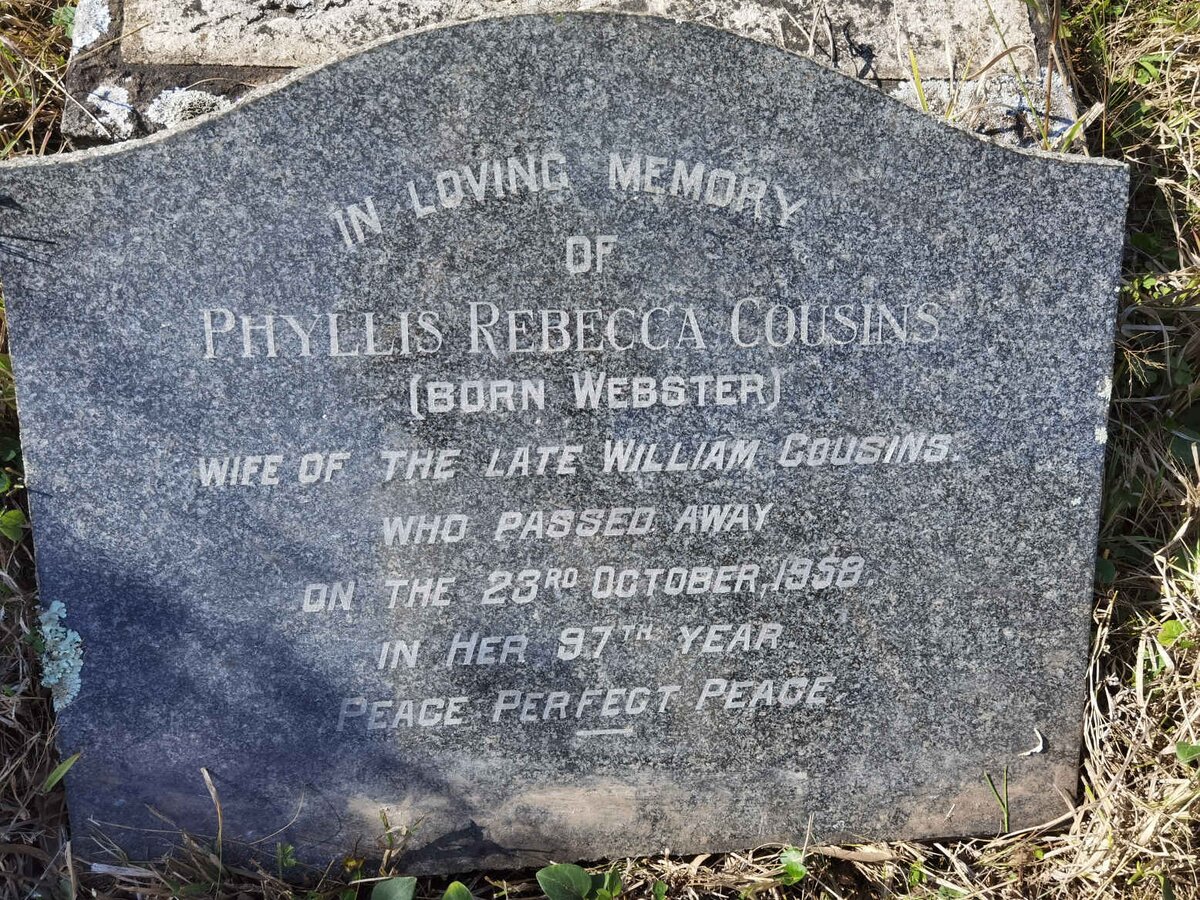 IN LOVING MEMORY
OF
PHYLLIS REBECCA COUSINS
(BORN WEBSTER)
WIFE OF THE LATE WILLIAM COUSINS.
WHO PASSED AWAY
ON THE 23RD OCTOBER, 1958,
IN HER 97TH YEAR.
PEACE PERFECT PEACE.